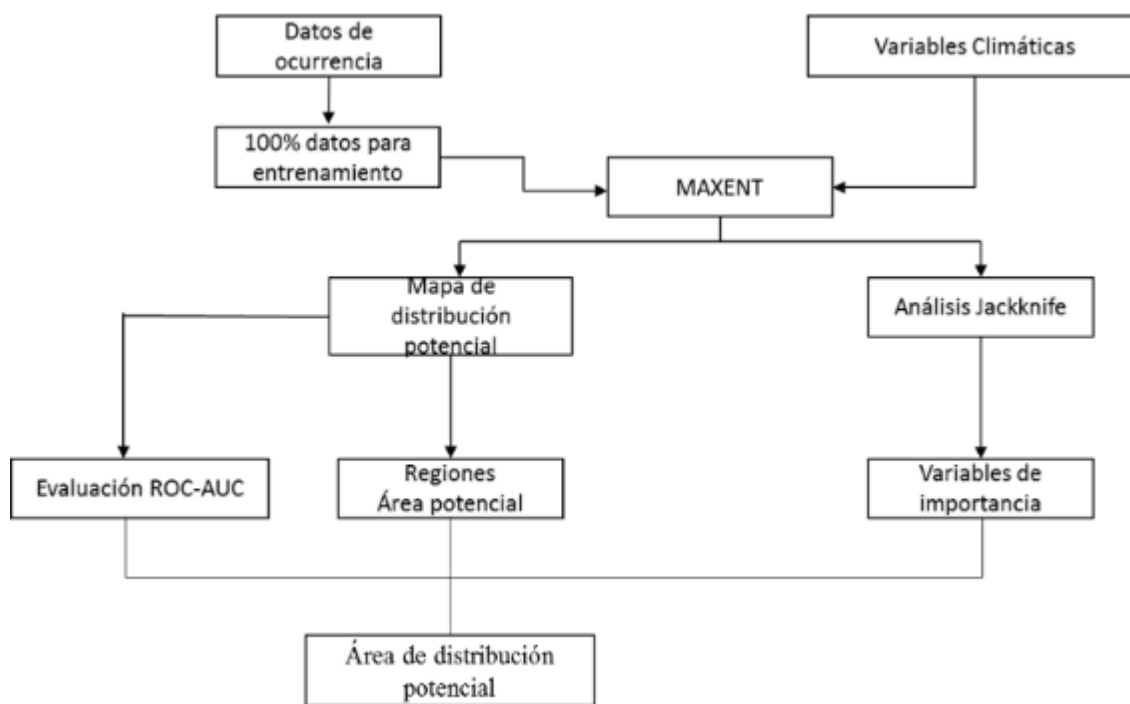 Datos de
ocurrencia
Variables Climáticas
100% datos para
entrenamiento
MAXENT
Mapa de
distribución
potencial
Análisis Jackknife
Evaluación ROC-AUC
Regiones
Área potencial
Variables de
importancia
Área de distribución
potencial